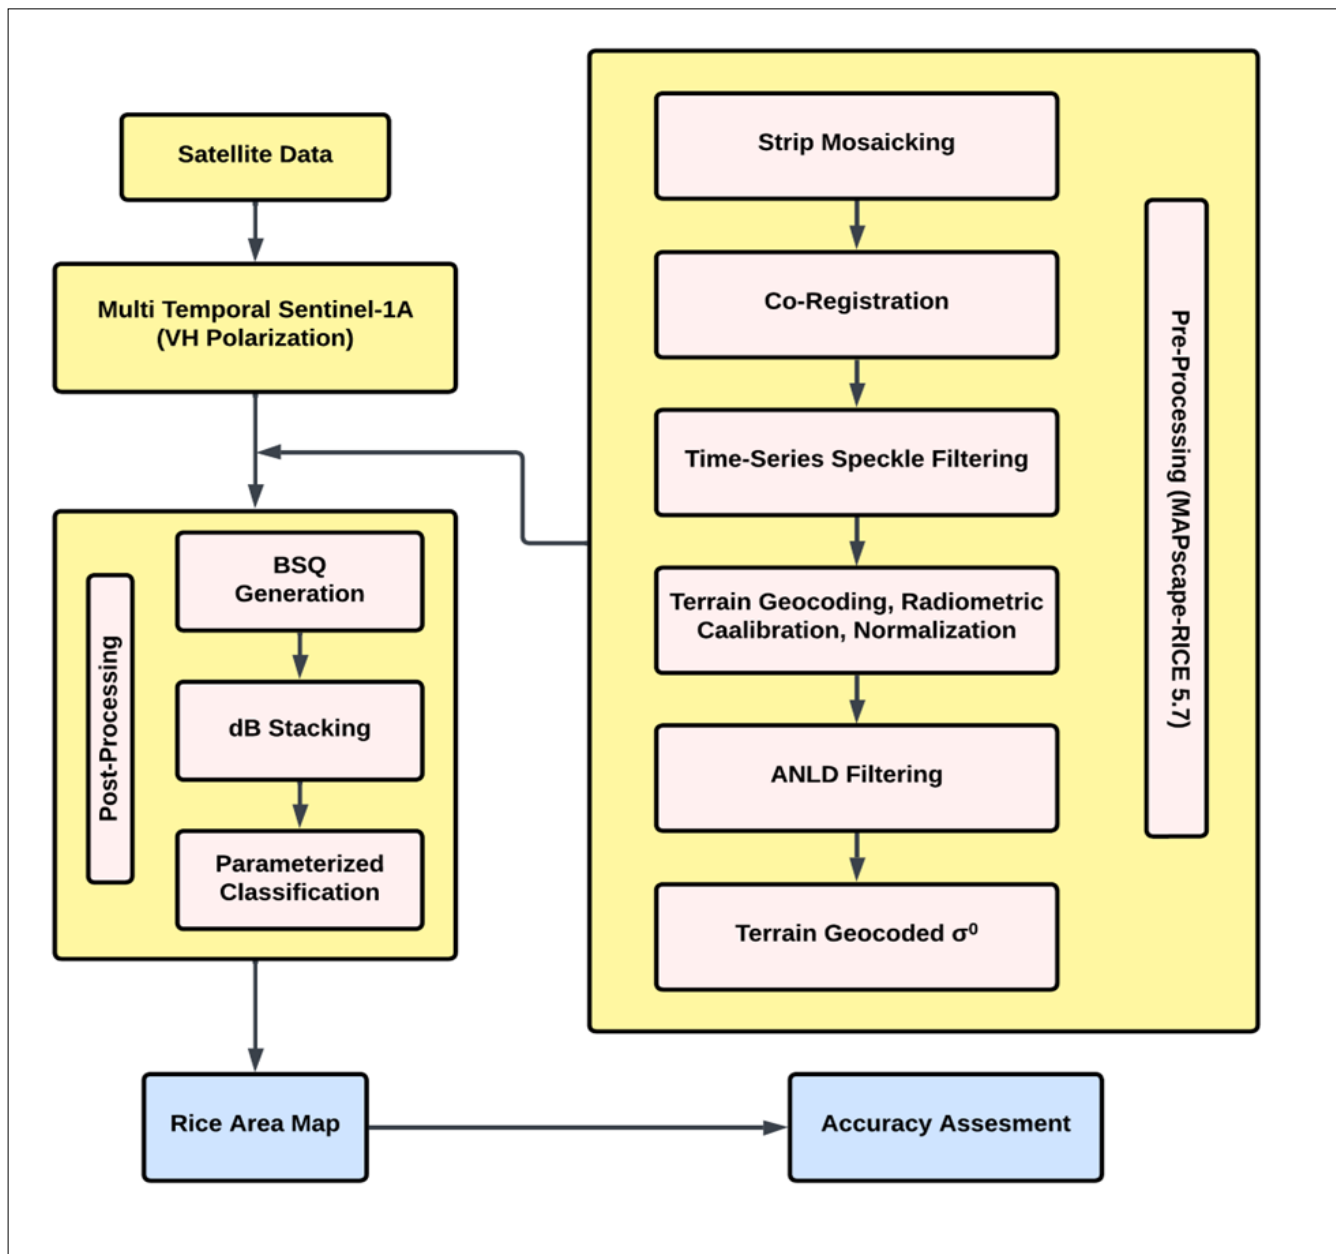 Satellite Data
Multi Temporal Sentinel-1A
(VH Polarization)
Post-Processing
BSQ
Generation
dB Stacking
Parameterized
Classification
Strip Mosaicking
Co-Registration
Time-Series Speckle Filtering
Terrain Geocoding, Radiometric
Caalibration, Normalization
ANLD Filtering
Terrain Geocoded σ⁰
Pre-Processing (MAPscape-RICE 5.7)
Rice Area Map
Accuracy Assesment